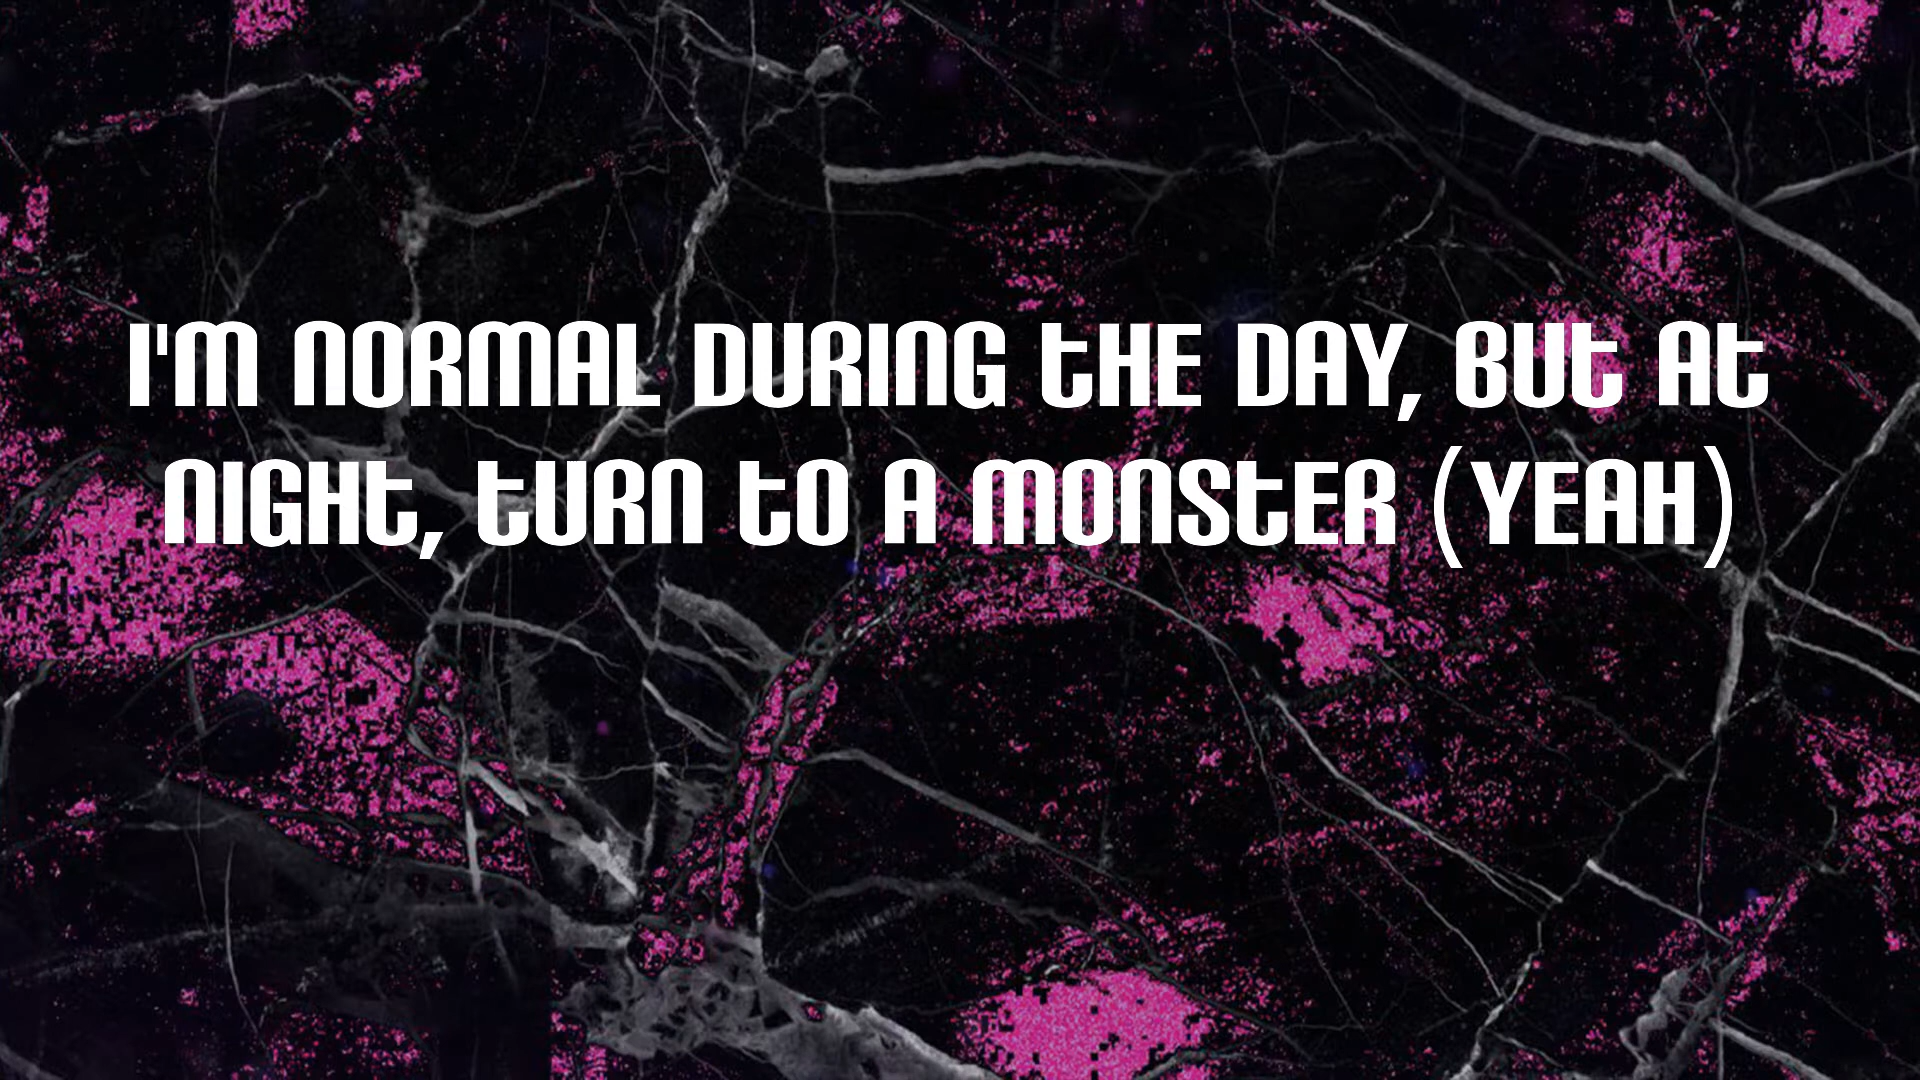 I'M NORMAL DURING THE DAY, BUT AT
NIGHT, TURN TO A MONSTER (YEAH)